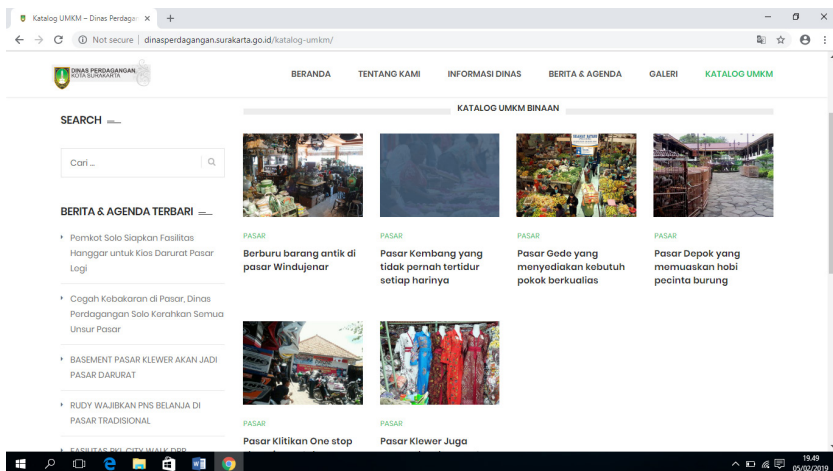 Katalog UMKM – Dinas Perdagan
Not secure | dinasperdagangan.surakarta.go.id/katalog-umkm/
DINAS PERDAGANGAN
KOTA SURAKARTA
BERANDA TENTANG KAMI INFORMASI DINAS BERITA & AGENDA GALERI KATALOG UMKM
SEARCH
Cari ...
BERITA & AGENDA TERBARI
Pemkot Solo Siapkan Fasilitas
Hanggar untuk Kios Darurat Pasar
Legi
Cegah Kebakaran di Pasar, Dinas
Perdagangan Solo Kerahkan Semua
Unsur Pasar
BASEMENT PASAR KLEWER AKAN JADI
PASAR DARURAT
RUDY WAJIBKAN PNS BELANJA DI
PASAR TRADISIONAL
FASILITAS PKL CITY WALK DPP
KATALOG UMKM BINAAN
PASAR
Berburu barang antik di
pasar Windujenar
PASAR
Pasar Kembang yang
tidak pernah tertidur
setiap harinya
PASAR
Pasar Gede yang
menyediakan kebutuh
pokok berkualias
PASAR
Pasar Depok yang
memuaskan hobi
pecinta burung
PASAR
Pasar Klitikan One stop
PASAR
Pasar Klewer Juga
19.49
05/02/2019